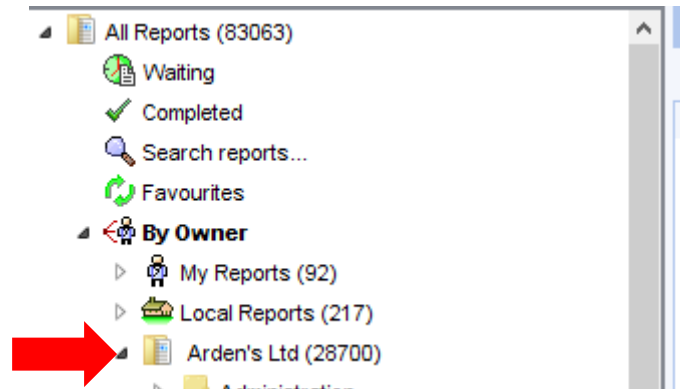 All Reports (83063)
Waiting
Completed
Search reports...
Favourites
By Owner
My Reports (92)
Local Reports (217)
Arden's Ltd (28700)
Administration